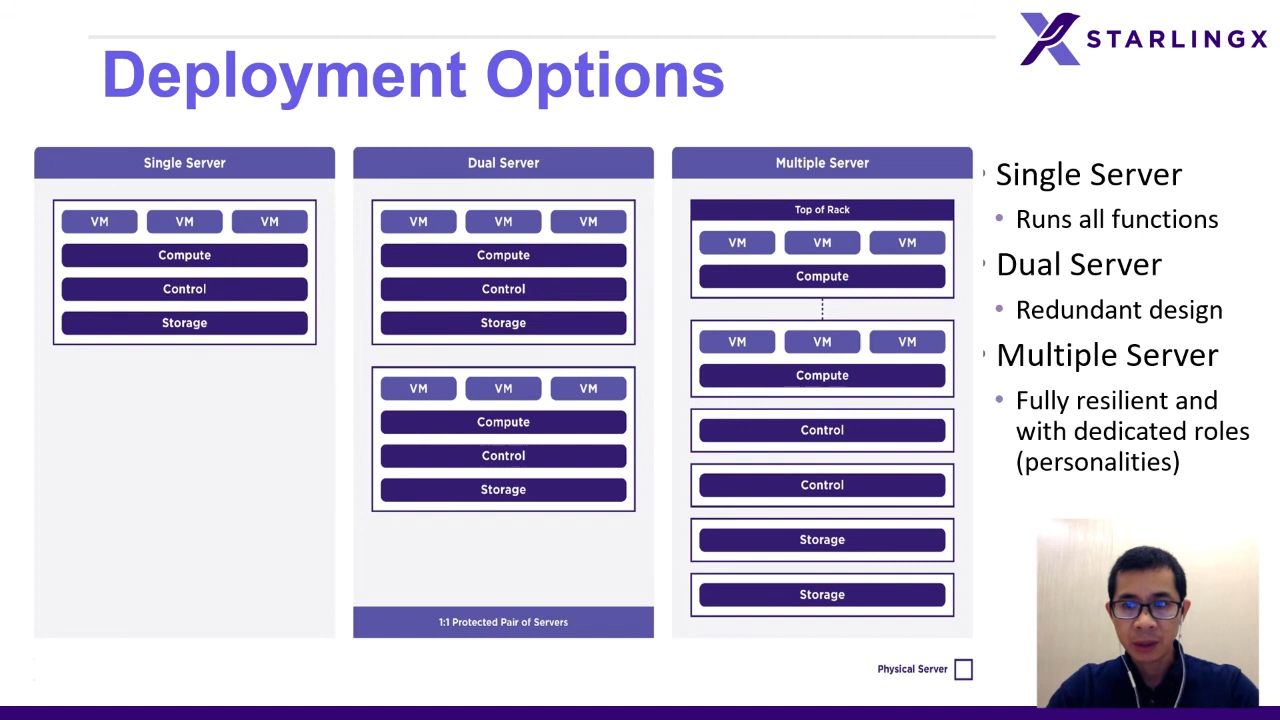 STARLINGX
Deployment Options
Single Server
VM VM VM
Compute
Control
Storage
Dual Server
VM VM VM
Compute
Control
Storage
VM VM VM
Compute
Control
Storage
1:1 Protected Pair of Servers
Multiple Server
Top of Rack
VM VM VM
Compute
VM VM VM
Compute
Control
Control
Storage
Storage
Physical Server
Single Server
• Runs all functions
Dual Server
• Redundant design
Multiple Server
• Fully resilient and
with dedicated roles
(personalities)